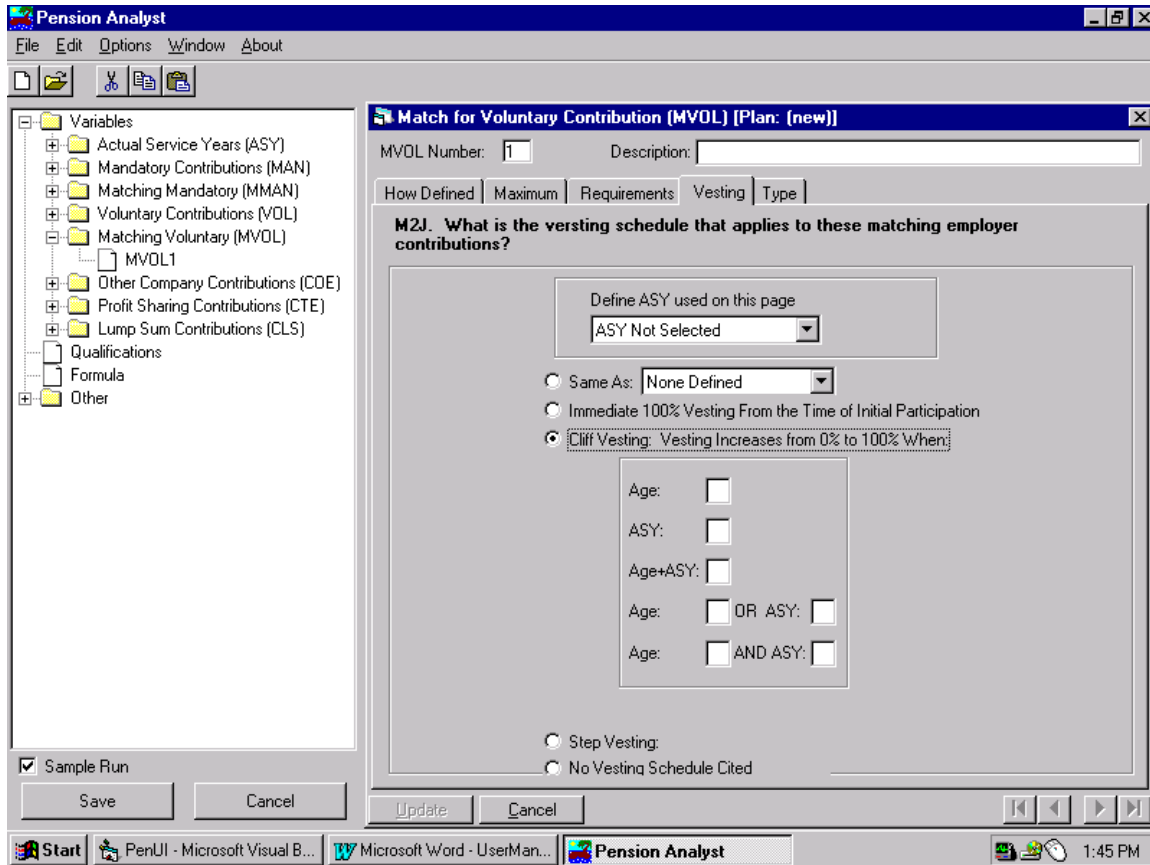 Pension Analyst
File Edit Options Window About
Variables
Actual Service Years (ASY)
Mandatory Contributions (MAN)
Matching Mandatory (MMAN)
Voluntary Contributions (VOL)
Matching Voluntary (MVOL)
MVOL1
Other Company Contributions (COE)
Profit Sharing Contributions (CTE)
Lump Sum Contributions (CLS)
Qualifications
Formula
Other
Sample Run
Save Cancel
Match for Voluntary Contribution (MVOL) [Plan: (new)]
MVOL Number: 1 Description:
How Defined Maximum Requirements Vesting Type
M2J. What is the versting schedule that applies to these matching employer
contributions?
Define ASY used on this page
ASY Not Selected
Same As: None Defined
Immediate 100% Vesting From the Time of Initial Participation
Cliff Vesting: Vesting Increases from 0% to 100% When:
Age:
ASY:
Age+ASY:
Age: OR ASY:
Age: AND ASY:
Step Vesting:
No Vesting Schedule Cited
Update Cancel
Start PenUI - Microsoft Visual B... Microsoft Word - UserMan... Pension Analyst 1:45 PM